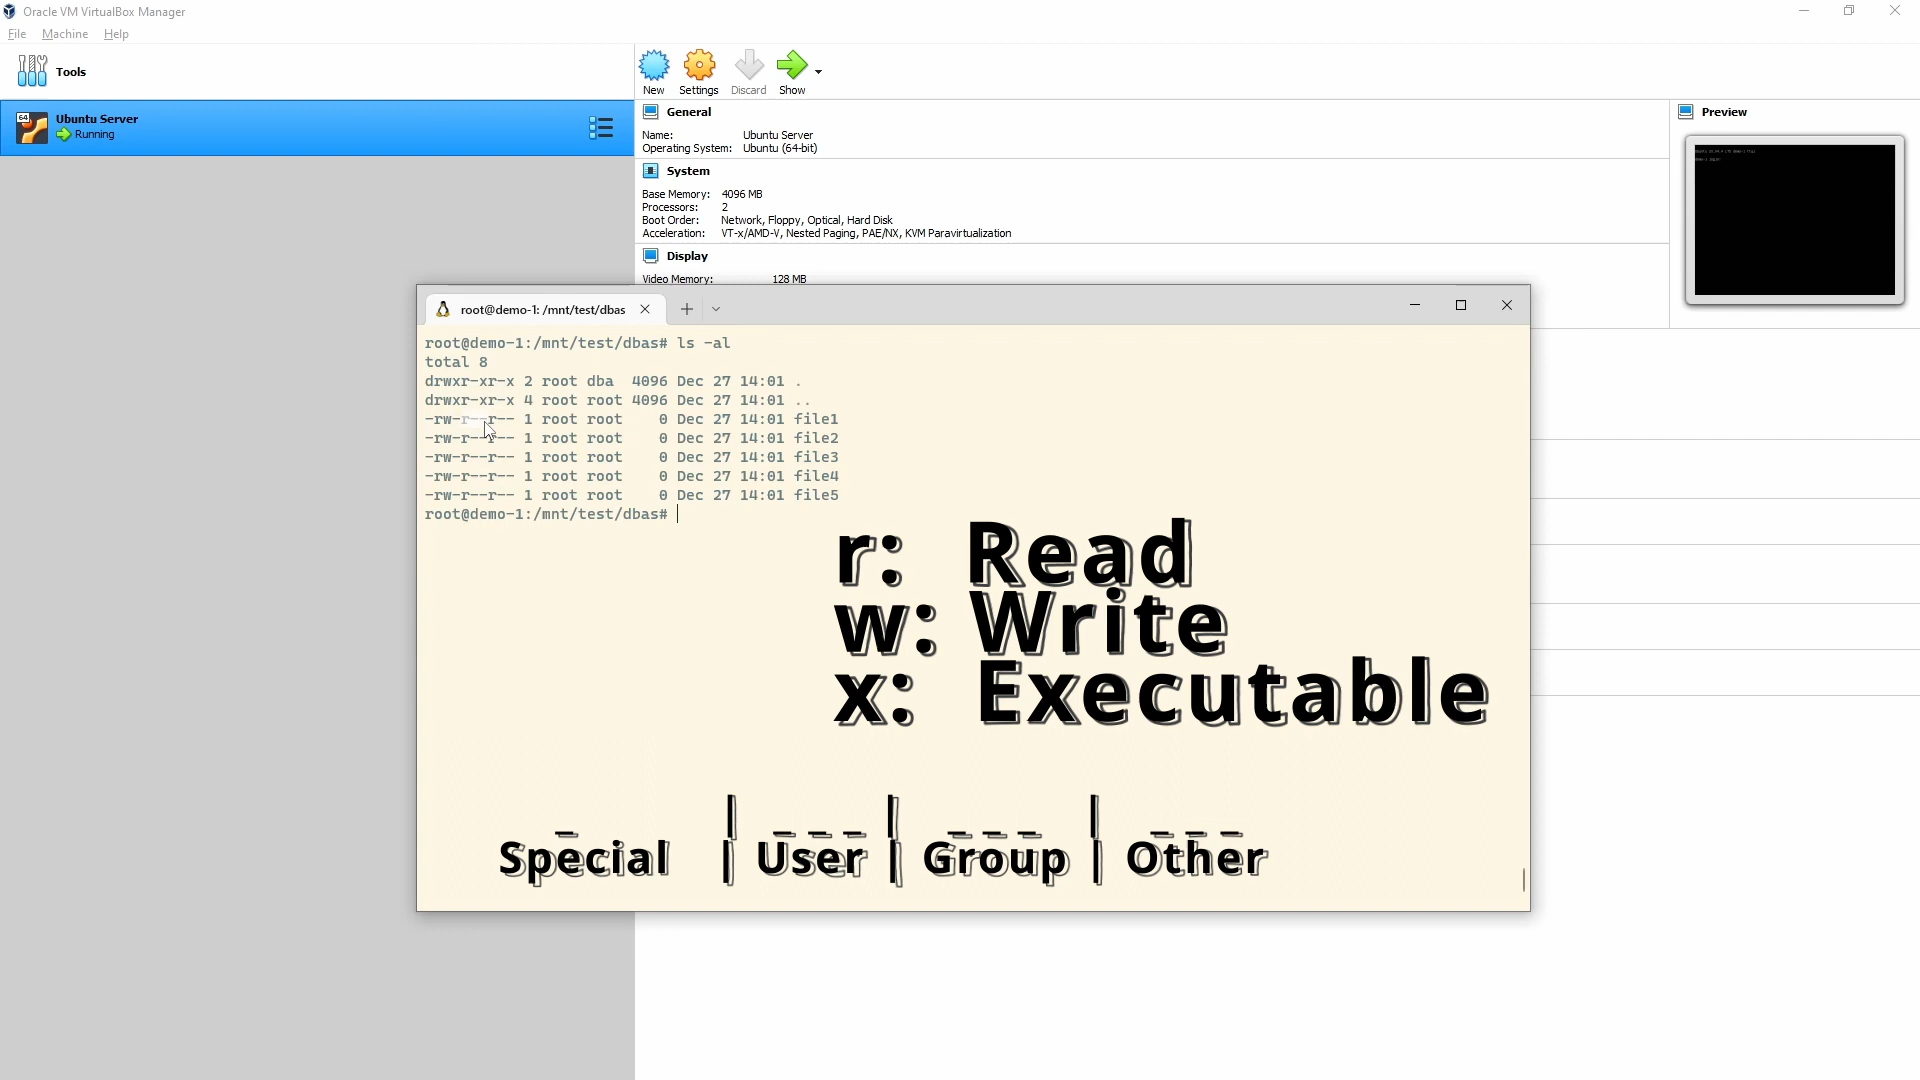 Oracle VM VirtualBox Manager
File Machine Help
Tools
New Settings Discard Show
64 Ubuntu Server
Running
General
Name: Ubuntu Server
Operating System: Ubuntu (64-bit)
System
Base Memory: 4096 MB
Processors: 2
Boot Order: Network, Floppy, Optical, Hard Disk
Acceleration: VT-x/AMD-V, Nested Paging, PAE/NX, KVM Paravirtualization
Display
Video Memory: 128 MB
Preview
root@demo-1: /mnt/test/dbas
root@demo-1:/mnt/test/dbas# ls -al
total 8
drwxr-xr-x 2 root dba  4096 Dec 27 14:01 .
drwxr-xr-x 4 root root 4096 Dec 27 14:01 ..
-rw-r--r-- 1 root root    0 Dec 27 14:01 file1
-rw-r--r-- 1 root root    0 Dec 27 14:01 file2
-rw-r--r-- 1 root root    0 Dec 27 14:01 file3
-rw-r--r-- 1 root root    0 Dec 27 14:01 file4
-rw-r--r-- 1 root root    0 Dec 27 14:01 file5
root@demo-1:/mnt/test/dbas#
r: Read
w: Write
x: Executable
_ | _ _ _ | _ _ _ | _ _ _
Special | User | Group | Other